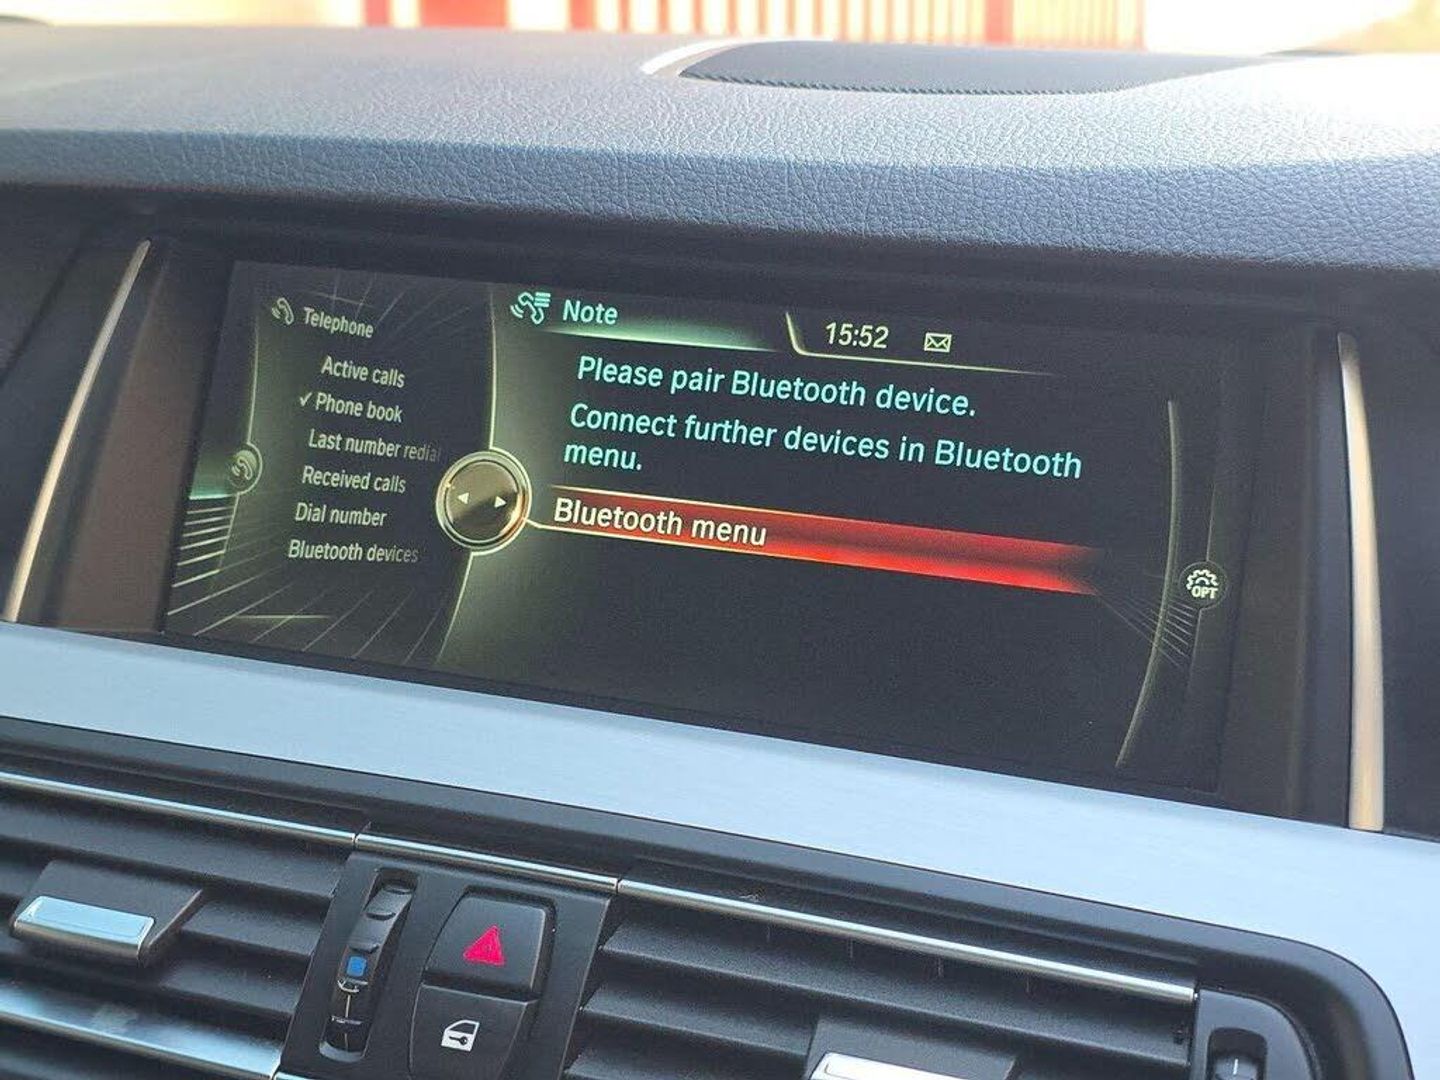 Telephone
Active calls
✓ Phone book
Last number redial
Received calls
Dial number
Bluetooth devices
Note
15:52
Please pair Bluetooth device.
Connect further devices in Bluetooth
menu.
Bluetooth menu
OPT